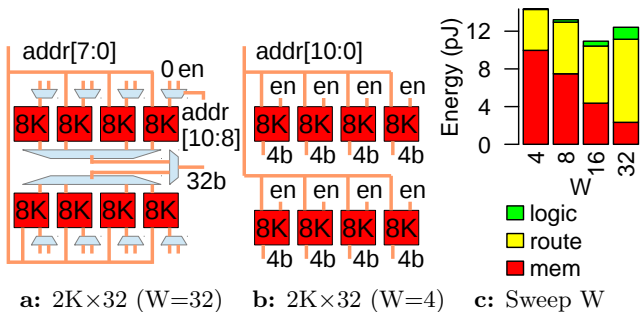 addr[7:0]
0 en
addr
[10:8]
8K 8K 8K 8K
32b
8K 8K 8K 8K
a: 2K×32 (W=32)
addr[10:0]
en en en en
8K 8K 8K 8K
4b 4b 4b 4b
en en en en
8K 8K 8K 8K
4b 4b 4b 4b
b: 2K×32 (W=4)
Energy (pJ)
12
8
4
0
4 8 16 32
W
logic
route
mem
c: Sweep W